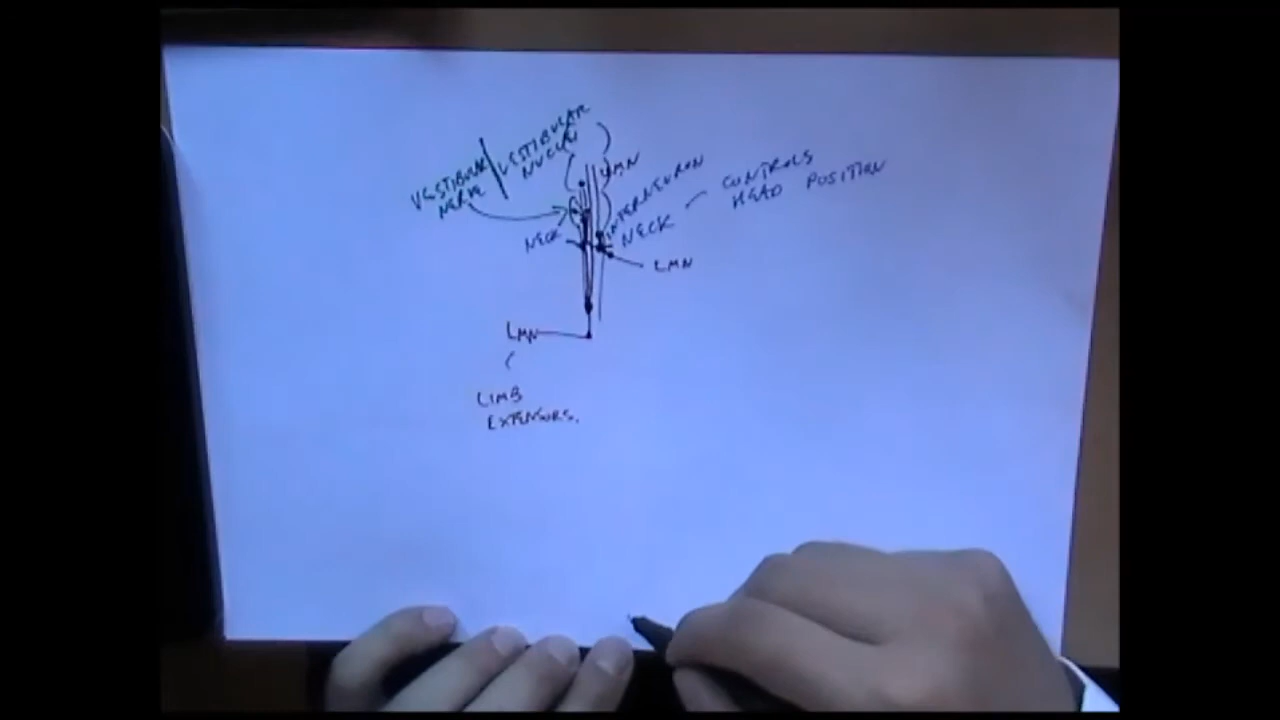 VESTIBULAR
NERVE
VESTIBULAR
NUCLEI
UMN
INTERNEURON
NECK
CONTROLS
HEAD POSITION
NECK
LMN
LMN
LIMB
EXTENSORS.